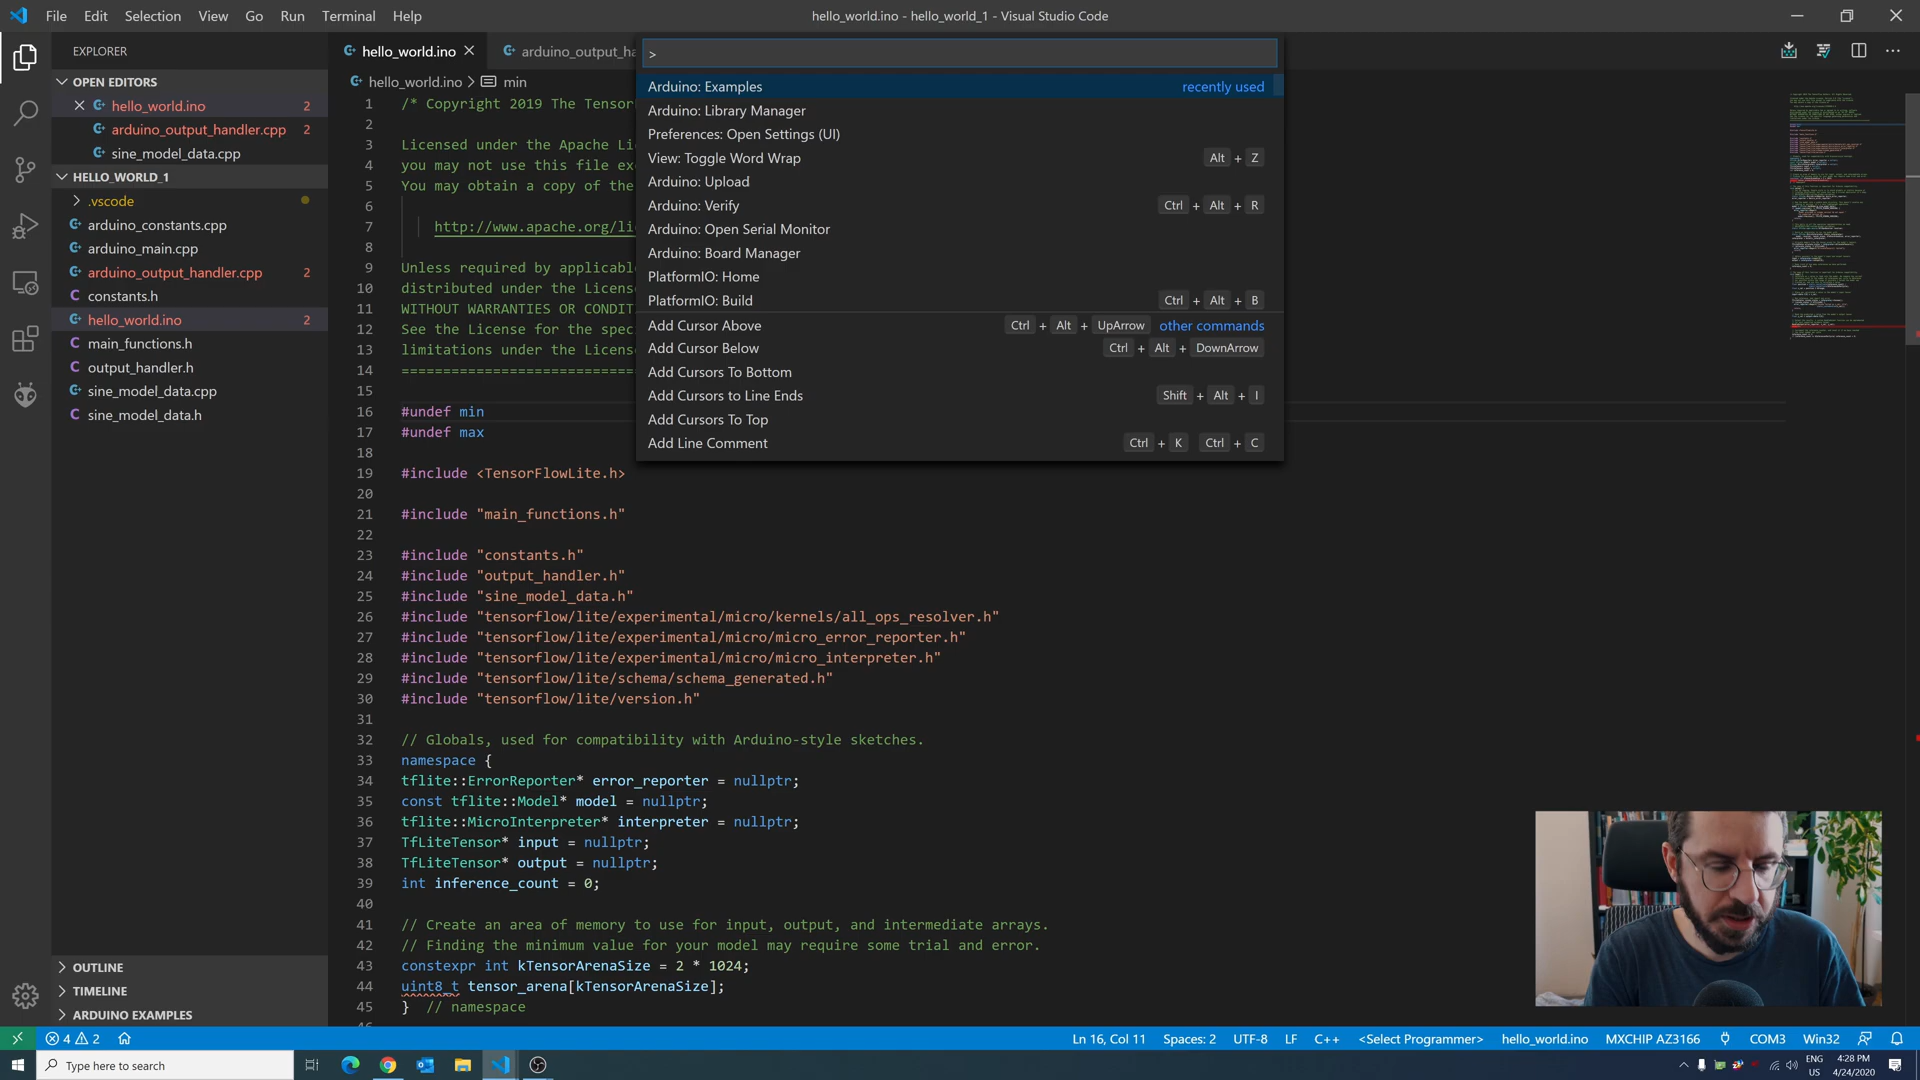 File Edit Selection View Go Run Terminal Help
hello_world.ino - hello_world_1 - Visual Studio Code
EXPLORER
OPEN EDITORS
hello_world.ino 2
arduino_output_handler.cpp 2
sine_model_data.cpp
HELLO_WORLD_1
.vscode
arduino_constants.cpp
arduino_main.cpp
arduino_output_handler.cpp 2
constants.h
hello_world.ino 2
main_functions.h
output_handler.h
sine_model_data.cpp
sine_model_data.h
OUTLINE
TIMELINE
ARDUINO EXAMPLES
hello_world.ino
arduino_output_ha
hello_world.ino > min
>
Arduino: Examples recently used
Arduino: Library Manager
Preferences: Open Settings (UI)
View: Toggle Word Wrap Alt + Z
Arduino: Upload
Arduino: Verify Ctrl + Alt + R
Arduino: Open Serial Monitor
Arduino: Board Manager
PlatformIO: Home
PlatformIO: Build Ctrl + Alt + B
Add Cursor Above Ctrl + Alt + UpArrow other commands
Add Cursor Below Ctrl + Alt + DownArrow
Add Cursors To Bottom
Add Cursors to Line Ends Shift + Alt + I
Add Cursors To Top
Add Line Comment Ctrl + K Ctrl + C
1 /* Copyright 2019 The Tensor
2
3 Licensed under the Apache Li
4 you may not use this file ex
5 You may obtain a copy of the
6
7 http://www.apache.org/li
8
9 Unless required by applicabl
10 distributed under the Licens
11 WITHOUT WARRANTIES OR CONDIT
12 See the License for the spec
13 limitations under the Licens
14 ============================
15
16 #undef min
17 #undef max
18
19 #include <TensorFlowLite.h>
20
21 #include "main_functions.h"
22
23 #include "constants.h"
24 #include "output_handler.h"
25 #include "sine_model_data.h"
26 #include "tensorflow/lite/experimental/micro/kernels/all_ops_resolver.h"
27 #include "tensorflow/lite/experimental/micro/micro_error_reporter.h"
28 #include "tensorflow/lite/experimental/micro/micro_interpreter.h"
29 #include "tensorflow/lite/schema/schema_generated.h"
30 #include "tensorflow/lite/version.h"
31
32 // Globals, used for compatibility with Arduino-style sketches.
33 namespace {
34 tflite::ErrorReporter* error_reporter = nullptr;
35 const tflite::Model* model = nullptr;
36 tflite::MicroInterpreter* interpreter = nullptr;
37 TfLiteTensor* input = nullptr;
38 TfLiteTensor* output = nullptr;
39 int inference_count = 0;
40
41 // Create an area of memory to use for input, output, and intermediate arrays.
42 // Finding the minimum value for your model may require some trial and error.
43 constexpr int kTensorArenaSize = 2 * 1024;
44 uint8_t tensor_arena[kTensorArenaSize];
45 } // namespace
4 2
Ln 16, Col 11 Spaces: 2 UTF-8 LF C++ <Select Programmer> hello_world.ino MXCHIP AZ3166 COM3 Win32
Type here to search
ENG US
4:28 PM
4/24/2020